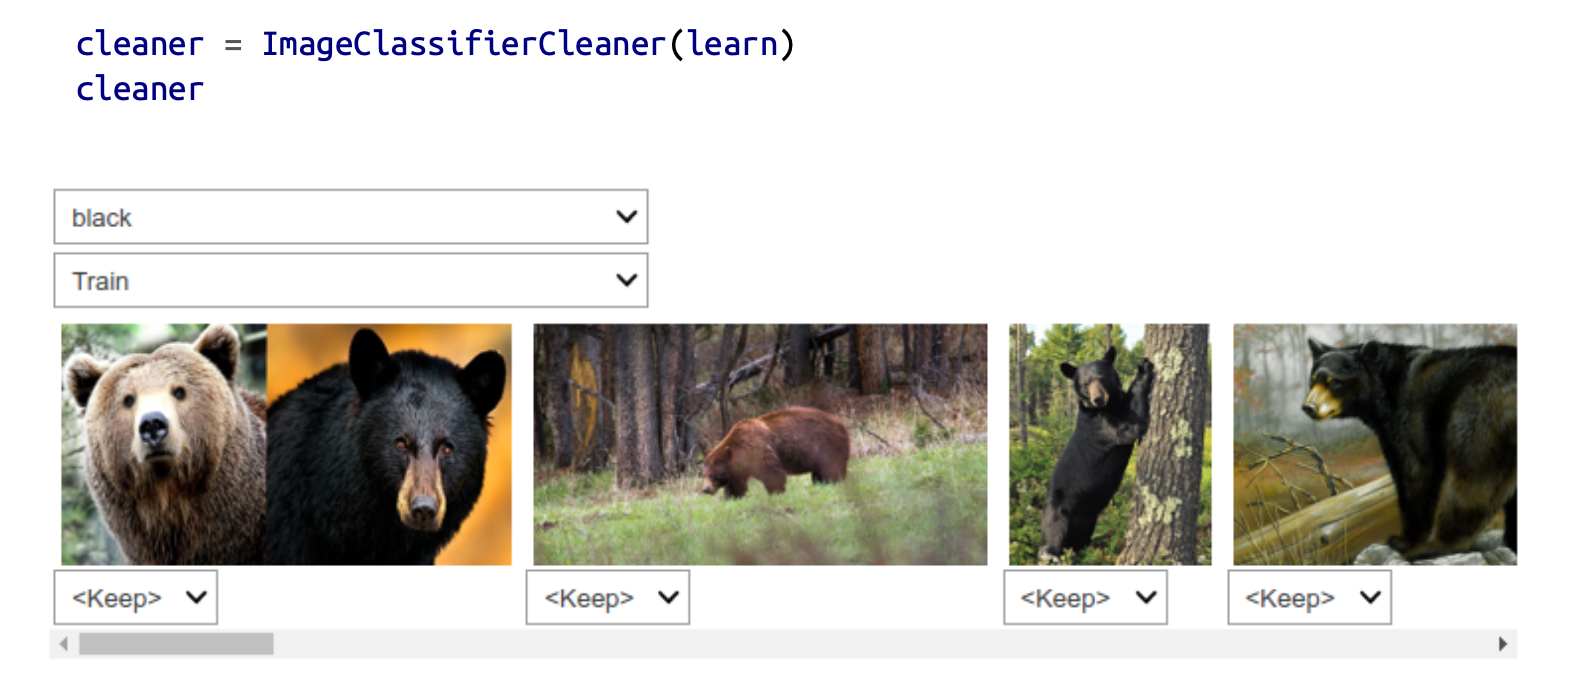 cleaner = ImageClassifierCleaner(learn)
cleaner
black
Train
<Keep> <Keep> <Keep> <Keep>